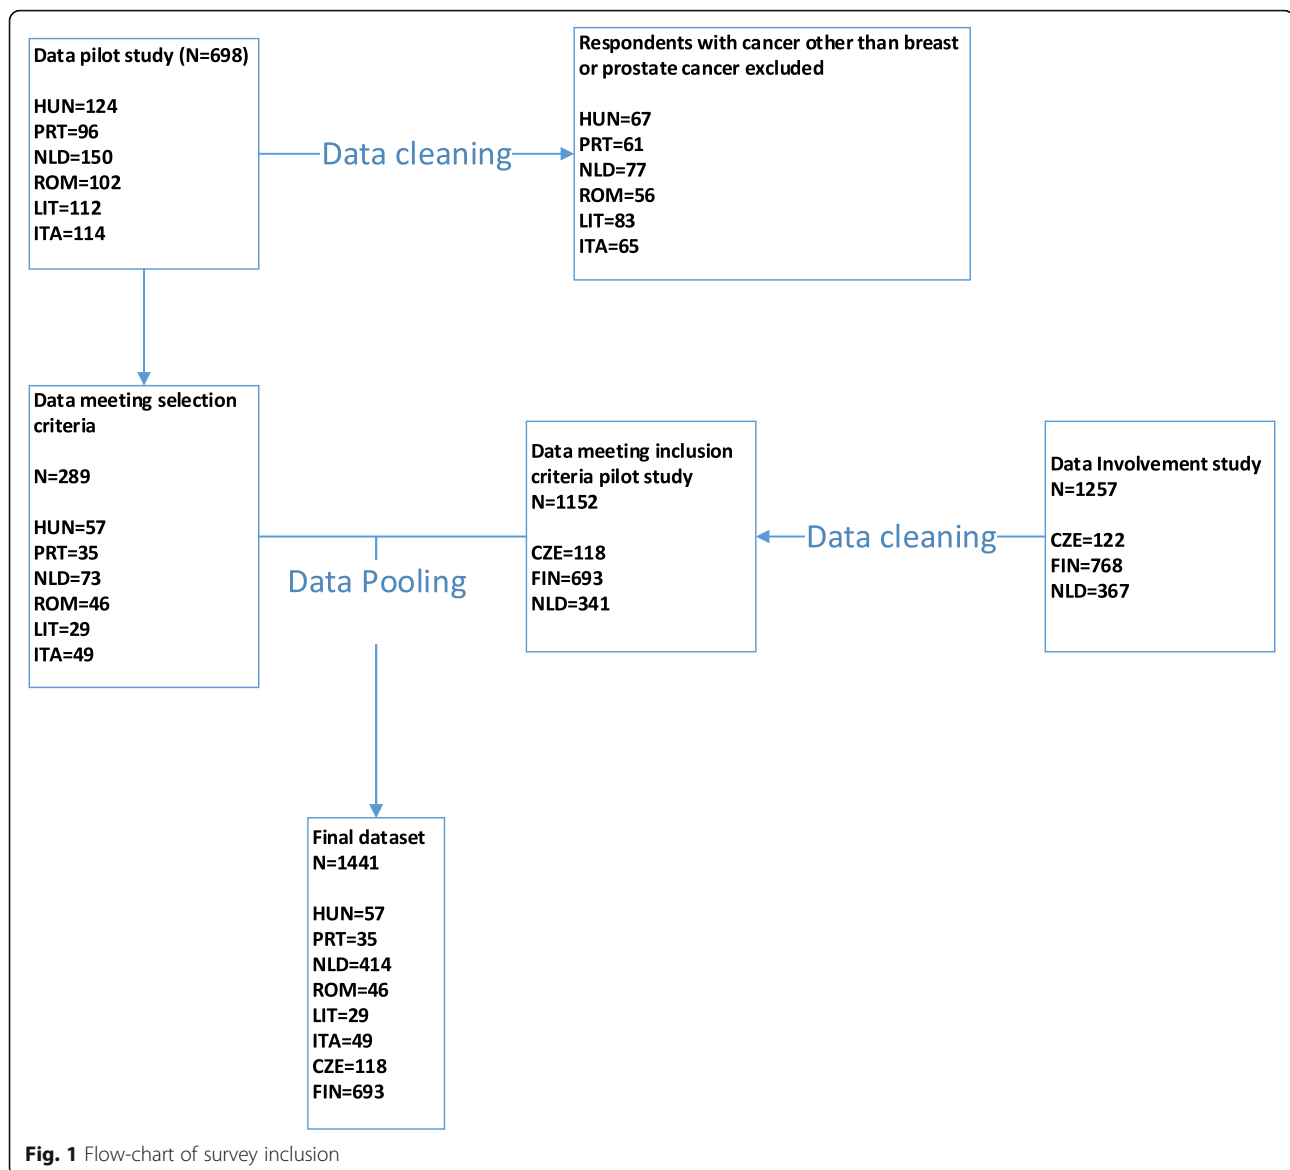 Data pilot study (N=698)
HUN=124
PRT=96
NLD=150
ROM=102
LIT=112
ITA=114
Data cleaning
Respondents with cancer other than breast
or prostate cancer excluded
HUN=67
PRT=61
NLD=77
ROM=56
LIT=83
ITA=65
Data meeting selection
criteria
N=289
HUN=57
PRT=35
NLD=73
ROM=46
LIT=29
ITA=49
Data Pooling
Data meeting inclusion
criteria pilot study
N=1152
CZE=118
FIN=693
NLD=341
Data cleaning
Data Involvement study
N=1257
CZE=122
FIN=768
NLD=367
Final dataset
N=1441
HUN=57
PRT=35
NLD=414
ROM=46
LIT=29
ITA=49
CZE=118
FIN=693
Fig. 1 Flow-chart of survey inclusion